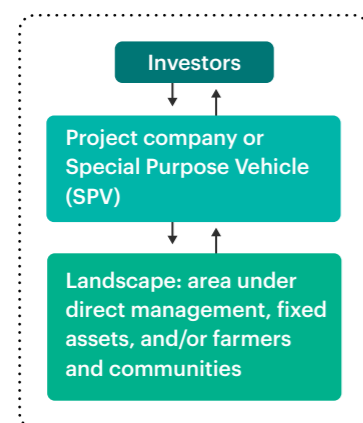 Investors
Project company or
Special Purpose Vehicle
(SPV)
Landscape: area under
direct management, fixed
assets, and/or farmers
and communities